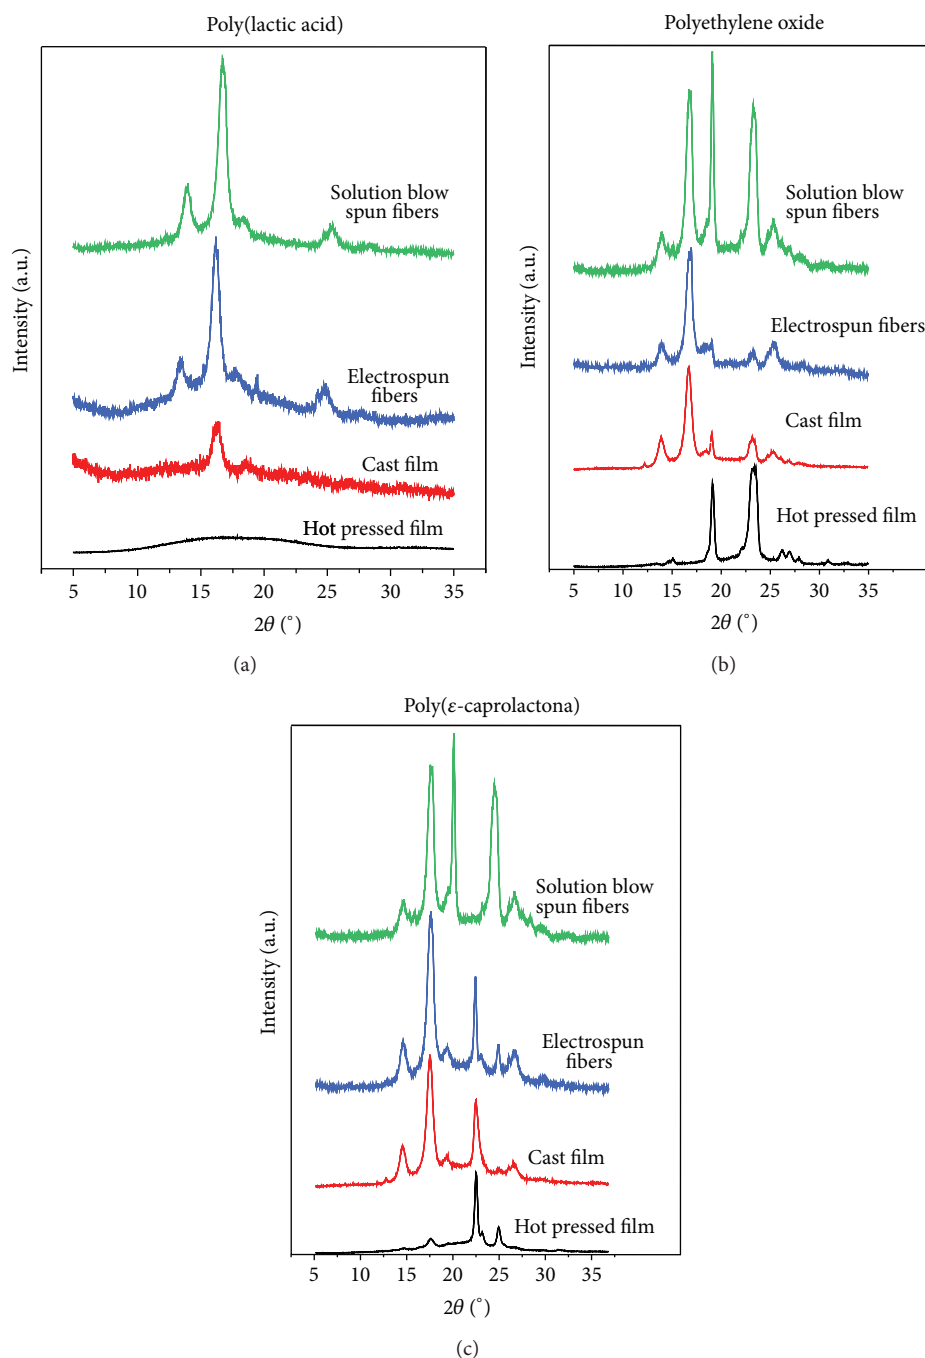 Poly(lactic acid)
Intensity (a.u.)
Solution blow
spun fibers
Electrospun
fibers
Cast film
Hot pressed film
5 10 15 20 25 30 35
2θ (°)
(a)
Polyethylene oxide
Intensity (a.u.)
Solution blow
spun fibers
Electrospun fibers
Cast film
Hot pressed film
5 10 15 20 25 30 35
2θ (°)
(b)
Poly(ε-caprolactona)
Intensity (a.u.)
Solution blow
spun fibers
Electrospun
fibers
Cast film
Hot pressed film
5 10 15 20 25 30 35
2θ (°)
(c)